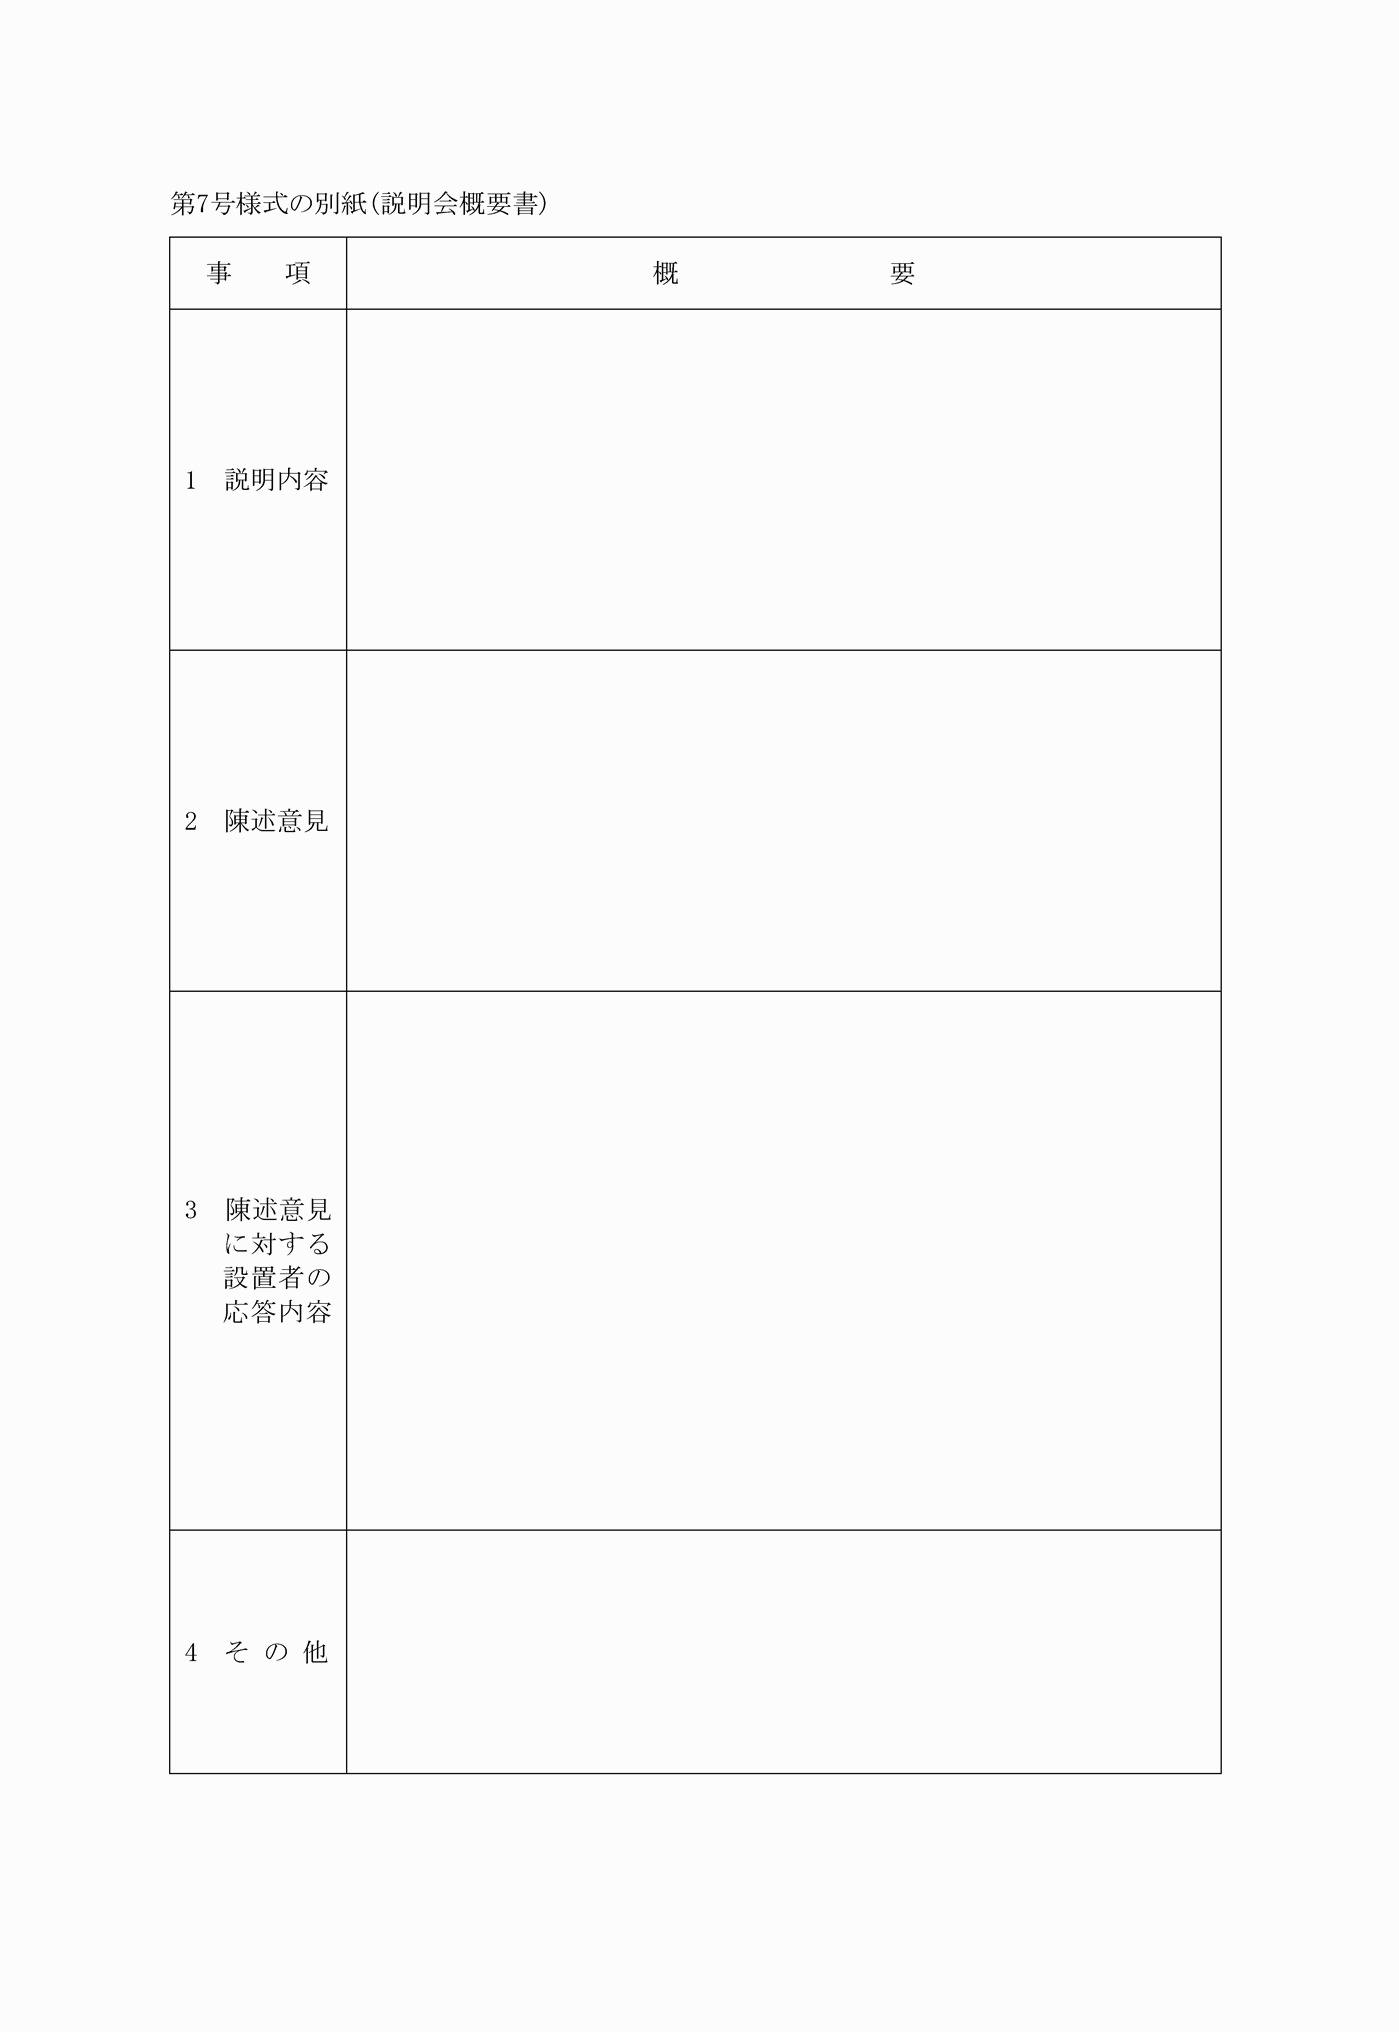 第7号様式の別紙(説明会概要書)
事　　項　概　　　　　　　　要
1　説明内容
2　陳述意見
3　陳述意見
に対する
設置者の
応答内容
4　そ の 他